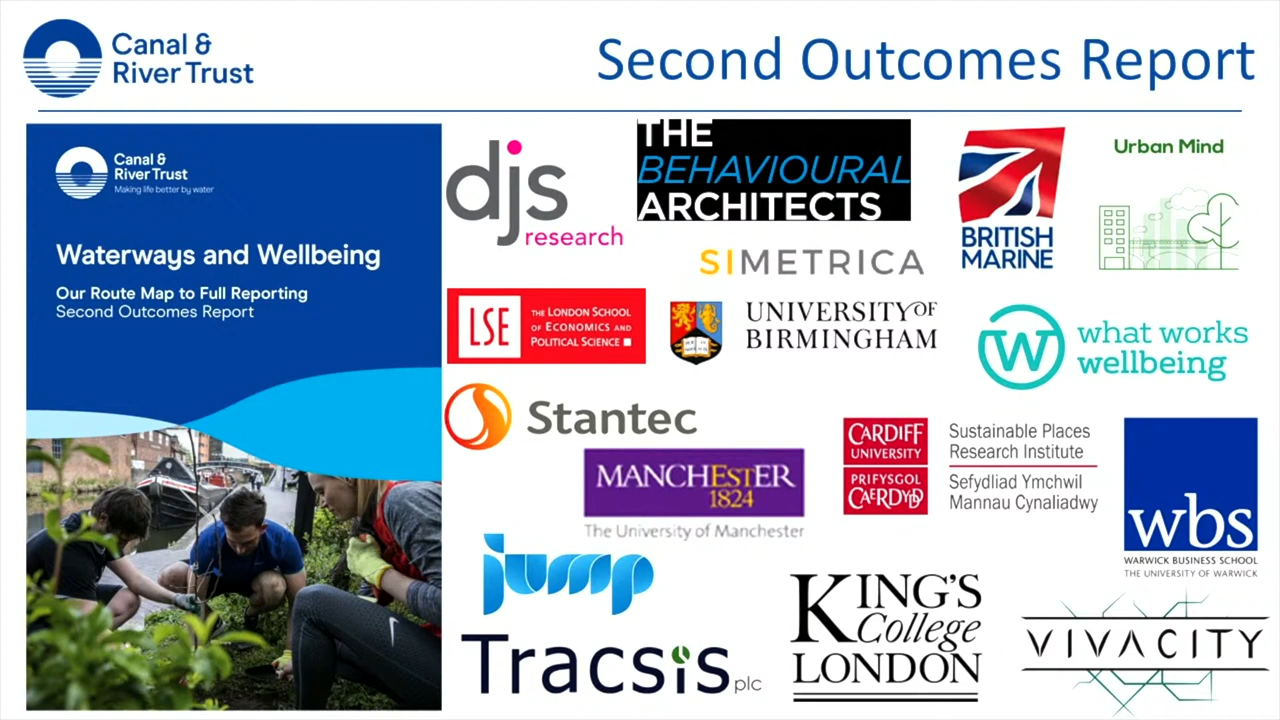 Canal &
River Trust
Second Outcomes Report
Canal &
River Trust
Making life better by water
Waterways and Wellbeing
Our Route Map to Full Reporting
Second Outcomes Report
djs
research
THE
BEHAVIOURAL
ARCHITECTS
BRITISH
MARINE
Urban Mind
SIMETRICA
LSE
THE LONDON SCHOOL
OF ECONOMICS AND
POLITICAL SCIENCE
UNIVERSITY OF
BIRMINGHAM
w
what works
wellbeing
Stantec
MANCHESTER
1824
The University of Manchester
CARDIFF
UNIVERSITY
PRIFYSGOL
CAERDYDD
Sustainable Places
Research Institute
Sefydliad Ymchwil
Mannau Cynaliadwy
wbs
WARWICK BUSINESS SCHOOL
THE UNIVERSITY OF WARWICK
jump
Tracsis plc
KING'S
College
LONDON
VIVACITY